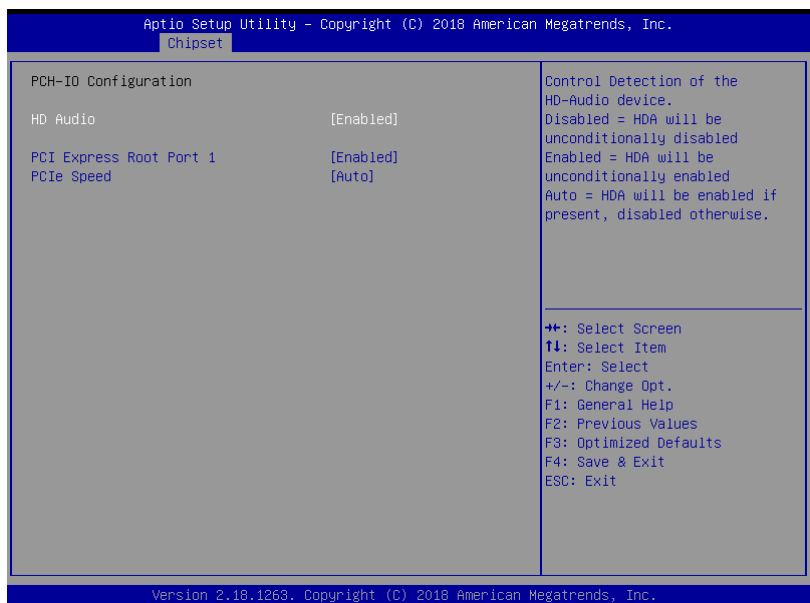 Aptio Setup Utility – Copyright (C) 2018 American Megatrends, Inc.
Chipset
PCH-IO Configuration
HD Audio [Enabled]
PCI Express Root Port 1 [Enabled]
PCIe Speed [Auto]
Control Detection of the
HD-Audio device.
Disabled = HDA will be
unconditionally disabled
Enabled = HDA will be
unconditionally enabled
Auto = HDA will be enabled if
present, disabled otherwise.
→←: Select Screen
↑↓: Select Item
Enter: Select
+/-: Change Opt.
F1: General Help
F2: Previous Values
F3: Optimized Defaults
F4: Save & Exit
ESC: Exit
Version 2.18.1263. Copyright (C) 2018 American Megatrends, Inc.